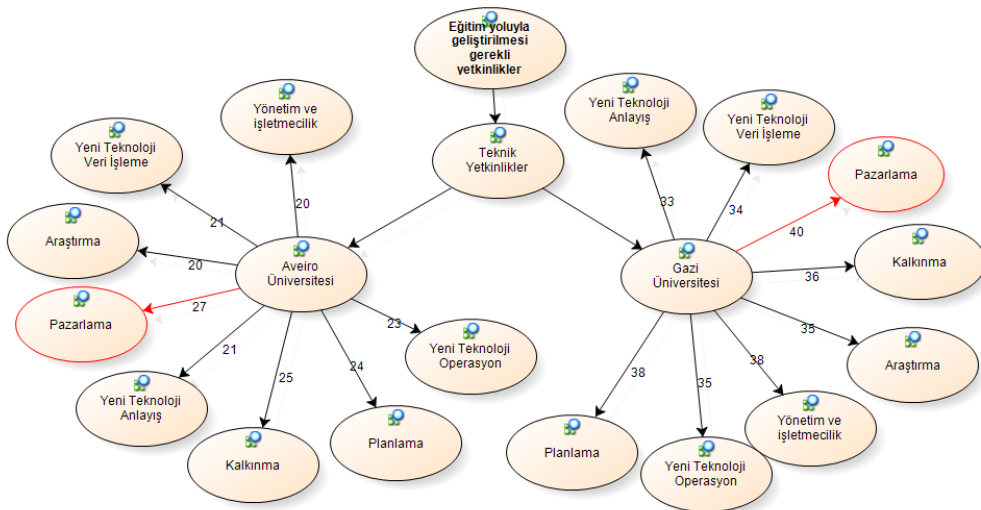 Eğitim yoluyla
geliştirilmesi
gerekli
yetkinlikler
Teknik
Yetkinlikler
Yönetim ve
işletmecilik
Yeni Teknoloji
Veri İşleme
Araştırma
Pazarlama
Yeni Teknoloji
Anlayış
Kalkınma
Planlama
Yeni Teknoloji
Operasyon
Aveiro
Üniversitesi
20
21
20
27
21
25
24
23
Yeni Teknoloji
Anlayış
Yeni Teknoloji
Veri İşleme
Pazarlama
Kalkınma
Araştırma
Yönetim ve
işletmecilik
Yeni Teknoloji
Operasyon
Planlama
Gazi
Üniversitesi
33
34
40
36
35
38
35
38